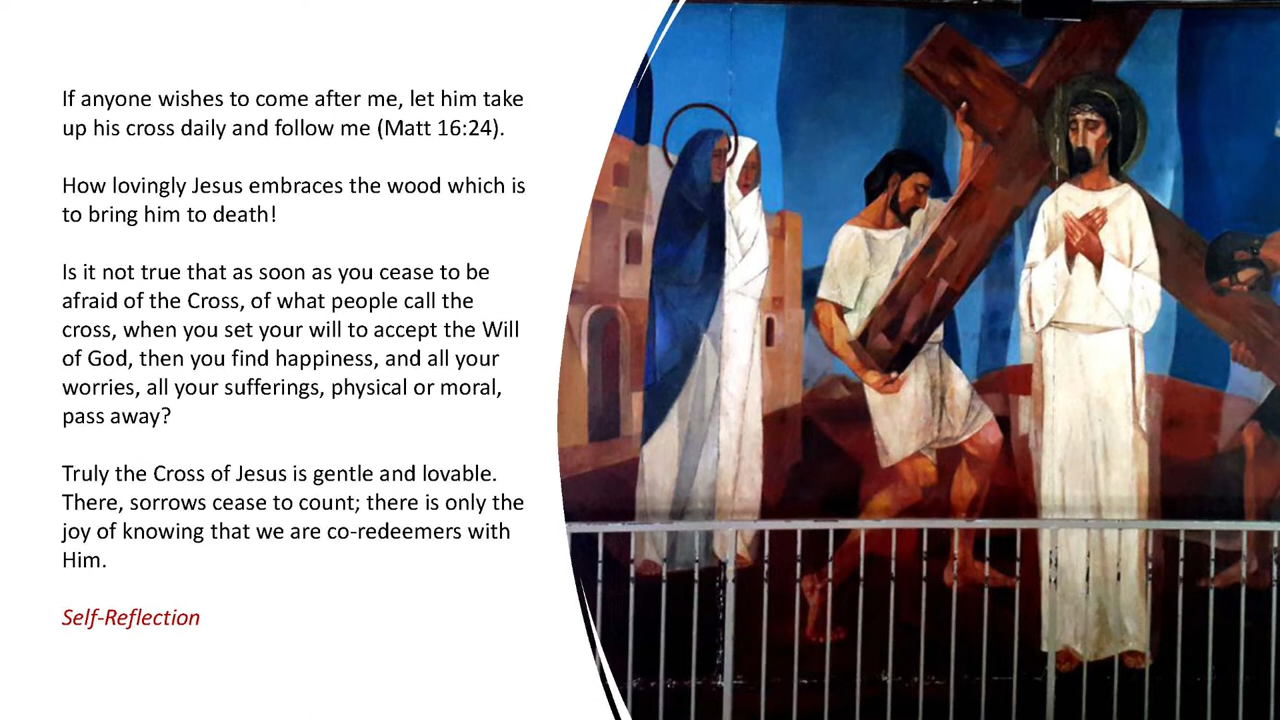 If anyone wishes to come after me, let him take
up his cross daily and follow me (Matt 16:24).
How lovingly Jesus embraces the wood which is
to bring him to death!
Is it not true that as soon as you cease to be
afraid of the Cross, of what people call the
cross, when you set your will to accept the Will
of God, then you find happiness, and all your
worries, all your sufferings, physical or moral,
pass away?
Truly the Cross of Jesus is gentle and lovable.
There, sorrows cease to count; there is only the
joy of knowing that we are co-redeemers with
Him.
Self-Reflection